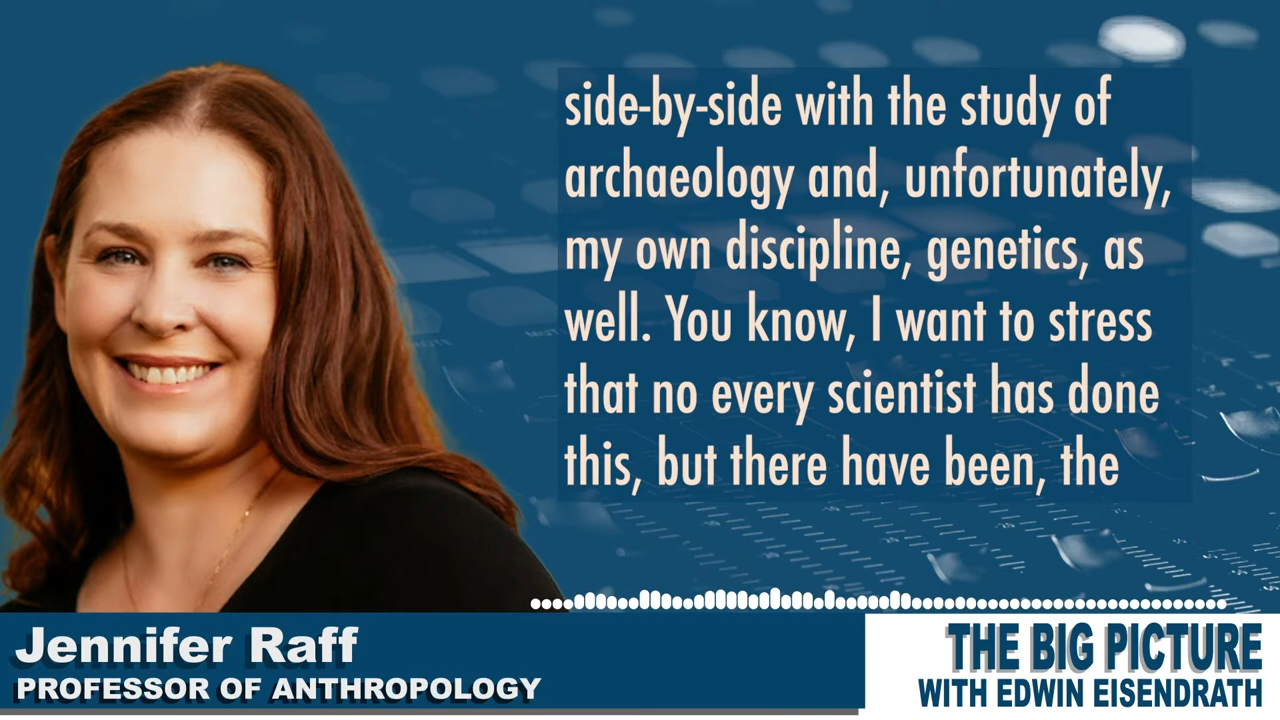 side-by-side with the study of
archaeology and, unfortunately,
my own discipline, genetics, as
well. You know, I want to stress
that no every scientist has done
this, but there have been, the
Jennifer Raff
PROFESSOR OF ANTHROPOLOGY
THE BIG PICTURE
WITH EDWIN EISENDRATH